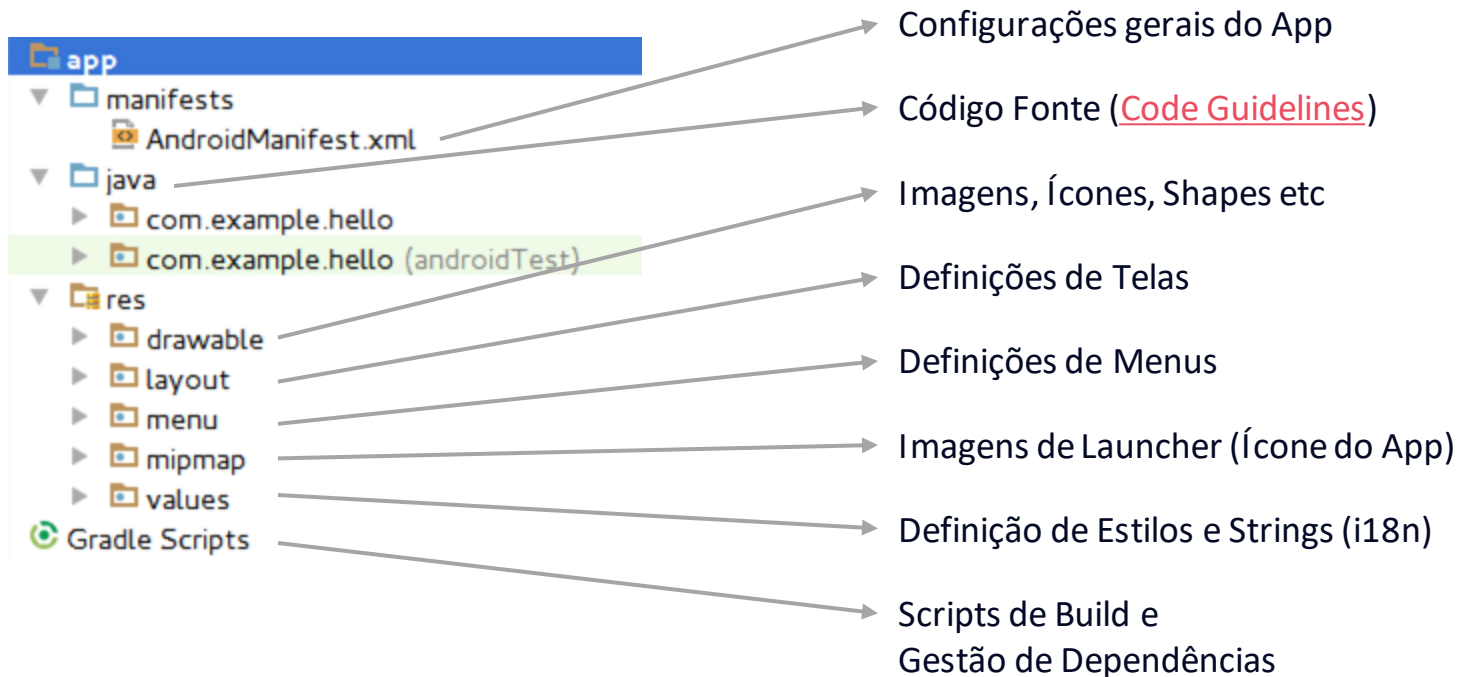 app
manifests
AndroidManifest.xml
java
com.example.hello
com.example.hello (androidTest)
res
drawable
layout
menu
mipmap
values
Gradle Scripts
Configurações gerais do App
Código Fonte (Code Guidelines)
Imagens, Ícones, Shapes etc
Definições de Telas
Definições de Menus
Imagens de Launcher (Ícone do App)
Definição de Estilos e Strings (i18n)
Scripts de Build e
Gestão de Dependências